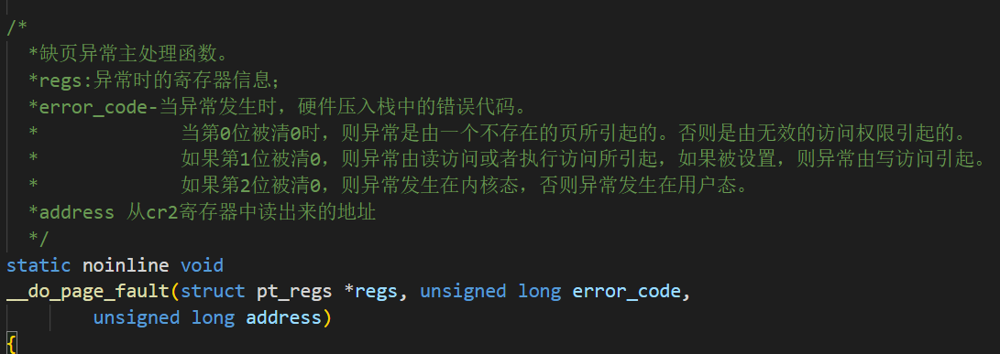 /*
*缺页异常主处理函数。
*regs:异常时的寄存器信息;
*error_code-当异常发生时，硬件压入栈中的错误代码。
* 当第0位被清0时，则异常是由一个不存在的页所引起的。否则是由无效的访问权限引起的。
* 如果第1位被清0，则异常由读访问或者执行访问所引起，如果被设置，则异常由写访问引起。
* 如果第2位被清0，则异常发生在内核态，否则异常发生在用户态。
*address 从cr2寄存器中读出来的地址
*/
static noinline void
__do_page_fault(struct pt_regs *regs, unsigned long error_code,
unsigned long address)
{